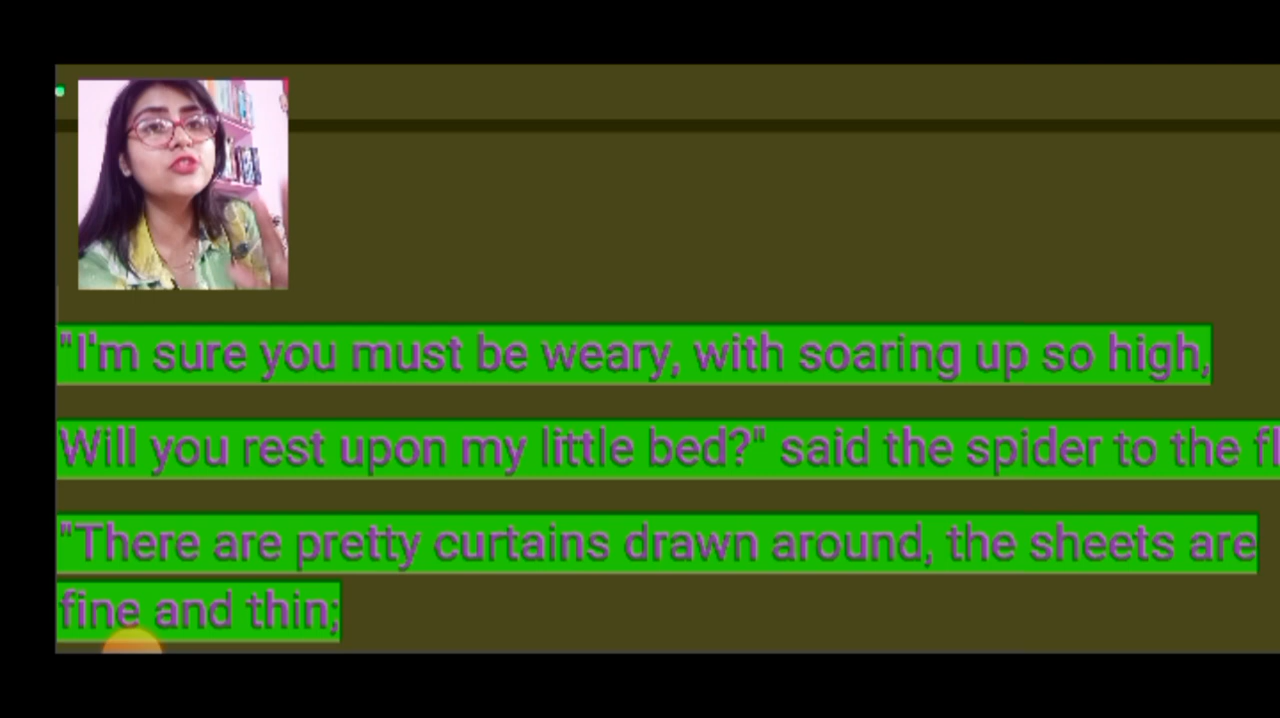 "I'm sure you must be weary, with soaring up so high,
Will you rest upon my little bed?" said the spider to the
"There are pretty curtains drawn around, the sheets are
fine and thin;